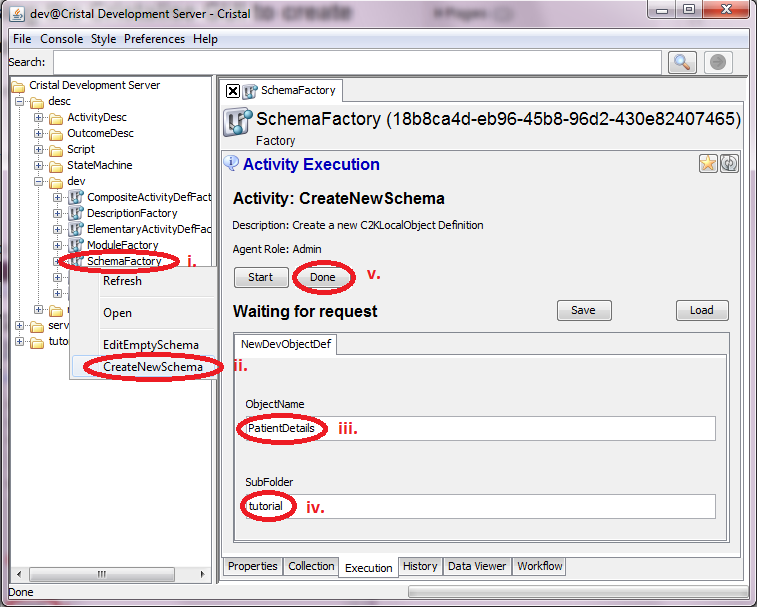 dev@Cristal Development Server - Cristal
File Console Style Preferences Help
Search:
Cristal Development Server
desc
ActivityDesc
OutcomeDesc
Script
StateMachine
dev
CompositeActivityDefFact
DescriptionFactory
ElementaryActivityDefFac
ModuleFactory
SchemaFactory i.
Refresh
Open
EditEmptySchema
CreateNewSchema ii.
serv
tuto
SchemaFactory
SchemaFactory (18b8ca4d-eb96-45b8-96d2-430e82407465)
Factory
Activity Execution
Activity: CreateNewSchema
Description: Create a new C2KLocalObject Definition
Agent Role: Admin
Start Done v.
Waiting for request Save Load
NewDevObjectDef
ObjectName
PatientDetails iii.
SubFolder
tutorial iv.
Properties Collection Execution History Data Viewer Workflow
Done